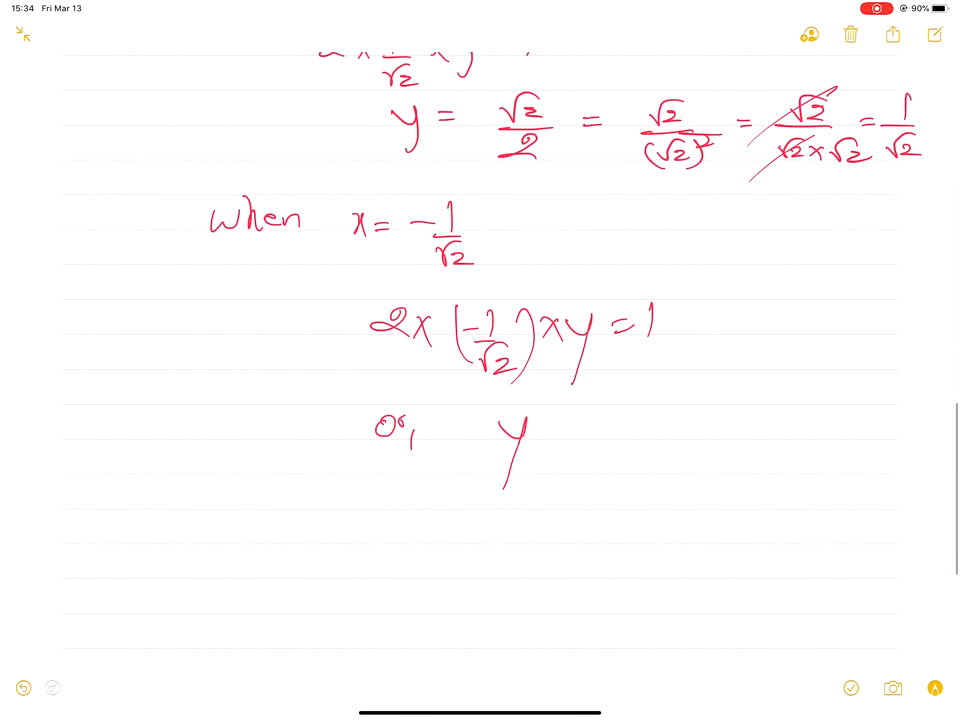 15:34 Fri Mar 13 90%
y = √2/2 = √2/(√2)² = √2/(√2 × √2) = 1/√2
When x = -1/√2
2 × (-1/√2) × y = 1
or, y